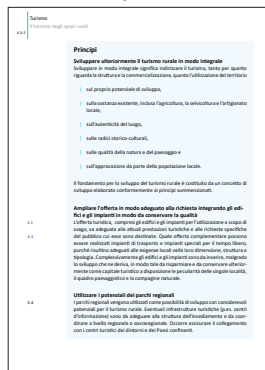 Turismo
Il turismo negli spazi rurali
4.5.2
Principi
Sviluppare ulteriormente il turismo rurale in modo integrale
Sviluppare in modo integrale significa indirizzare il turismo, tanto per quanto
riguarda la struttura e la commercializzazione, quanto l'utilizzazione del territorio
| sul proprio potenziale di sviluppo,
| sulla sostanza esistente, inclusa l'agricoltura, la selvicoltura e l'artigianato
locale,
| sull'autenticità del luogo,
| sulle radici storico-culturali,
| sulle qualità della natura e del paesaggio e
| sull'approvazione da parte della popolazione locale.
Il fondamento per lo sviluppo del turismo rurale è costituito da un concetto di
sviluppo elaborato conformemente ai principi summenzionati.
Ampliare l'offerta in modo adeguato alla richiesta integrando gli edi-
fici e gli impianti in modo da conservare la qualità
L'offerta turistica, compresi gli edifici e gli impianti per l'utilizzazione a scopo di
svago, va adeguata alle attuali prestazioni turistiche e alle richieste specifiche
del pubblico cui esse sono destinate. Quale offerta complementare possono
essere realizzati impianti di trasporto e impianti speciali per il tempo libero,
purché risultino adeguati alle esigenze locali nella loro dimensione, struttura e
tipologia. Complessivamente gli edifici e gli impianti sono da inserire, malgrado
lo sviluppo che ne deriva, in modo tale da risparmiare e da conservare ulterior-
mente come capitale turistico a disposizione le peculiarità delle singole località,
il quadro paesaggistico e la compagine naturale.
Utilizzare i potenziali dei parchi regionali
I parchi regionali vengono utilizzati come possibilità di sviluppo con considerevoli
potenziali per il turismo rurale. Eventuali infrastrutture turistiche (p.es. centri
d'informazione) sono da adeguare alla struttura dell'insediamento e da coor-
dinare a livello regionale o sovraregionale. Occorre assicurare il collegamento
con i centri turistici dei dintorni e dei Paesi confinanti.